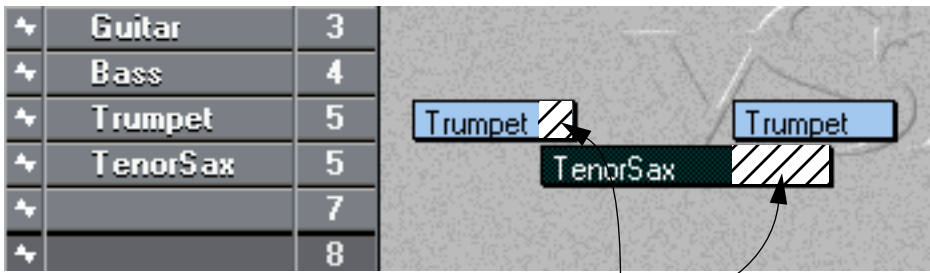 Guitar 3
Bass 4
Trumpet 5 Trumpet Trumpet
TenorSax 5 TenorSax
7
8